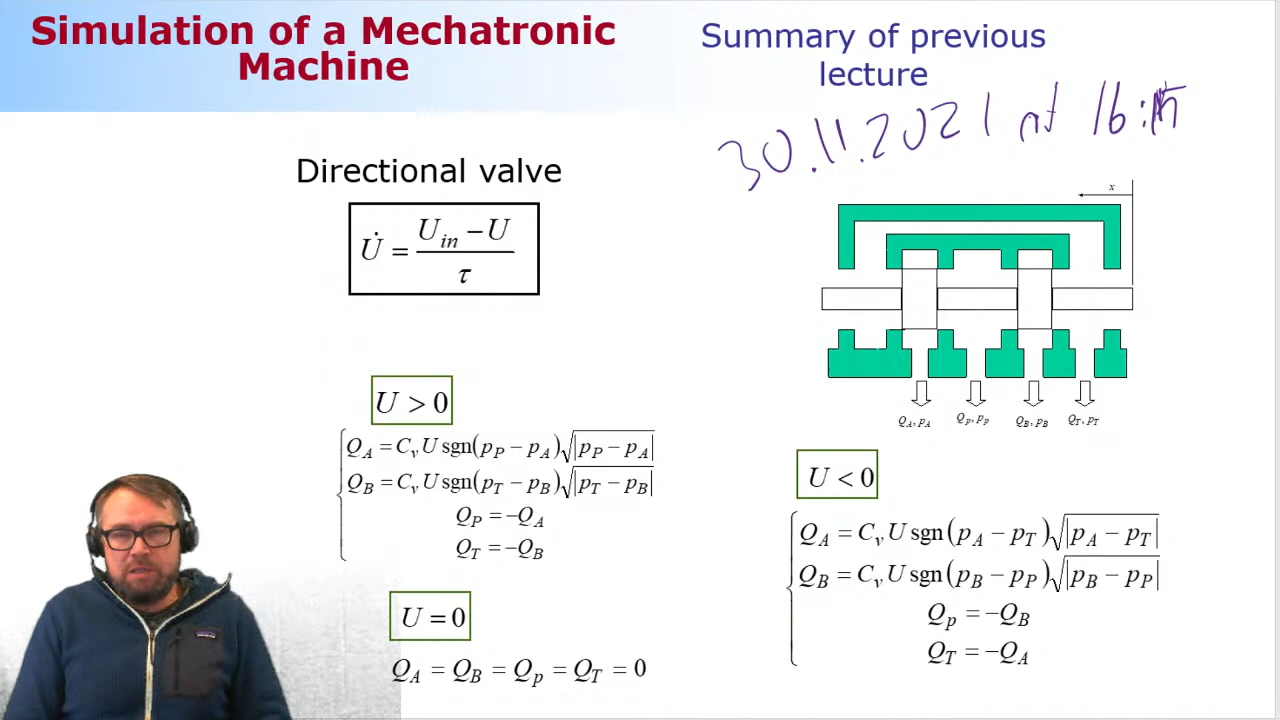 Simulation of a Mechatronic
Machine
Summary of previous
lecture
30.11.2021 at 16:15
Directional valve
U̇ = (U_in − U) / τ
x
Q_A, p_A
Q_p, p_p
Q_B, p_B
Q_T, p_T
U > 0
Q_A = C_v U sgn(p_P − p_A)√|p_P − p_A|
Q_B = C_v U sgn(p_T − p_B)√|p_T − p_B|
Q_P = −Q_A
Q_T = −Q_B
U = 0
Q_A = Q_B = Q_p = Q_T = 0
U < 0
Q_A = C_v U sgn(p_A − p_T)√|p_A − p_T|
Q_B = C_v U sgn(p_B − p_P)√|p_B − p_P|
Q_p = −Q_B
Q_T = −Q_A